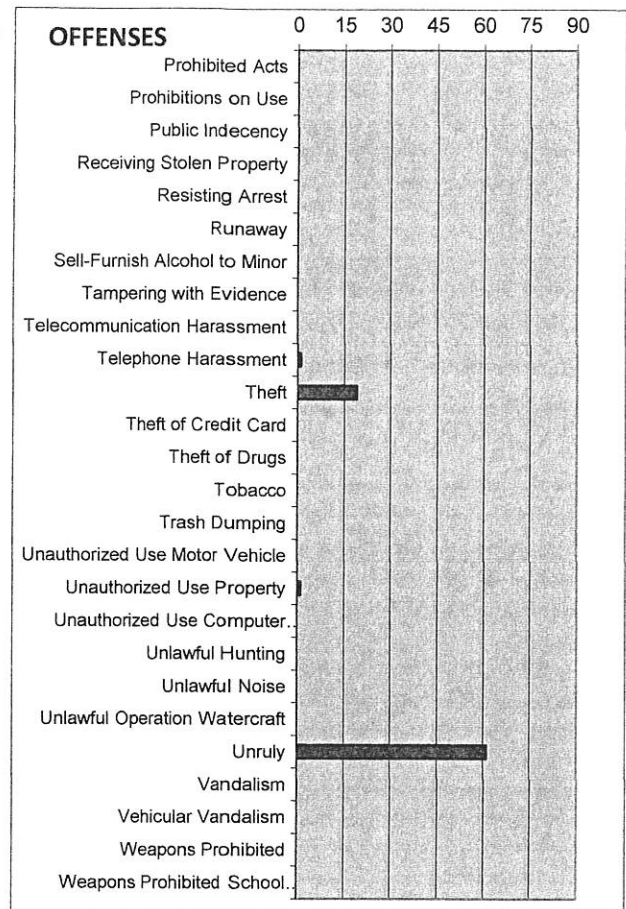 OFFENSES
0 15 30 45 60 75 90
Prohibited Acts
Prohibitions on Use
Public Indecency
Receiving Stolen Property
Resisting Arrest
Runaway
Sell-Furnish Alcohol to Minor
Tampering with Evidence
Telecommunication Harassment
Telephone Harassment
Theft
Theft of Credit Card
Theft of Drugs
Tobacco
Trash Dumping
Unauthorized Use Motor Vehicle
Unauthorized Use Property
Unauthorized Use Computer..
Unlawful Hunting
Unlawful Noise
Unlawful Operation Watercraft
Unruly
Vandalism
Vehicular Vandalism
Weapons Prohibited
Weapons Prohibited School..